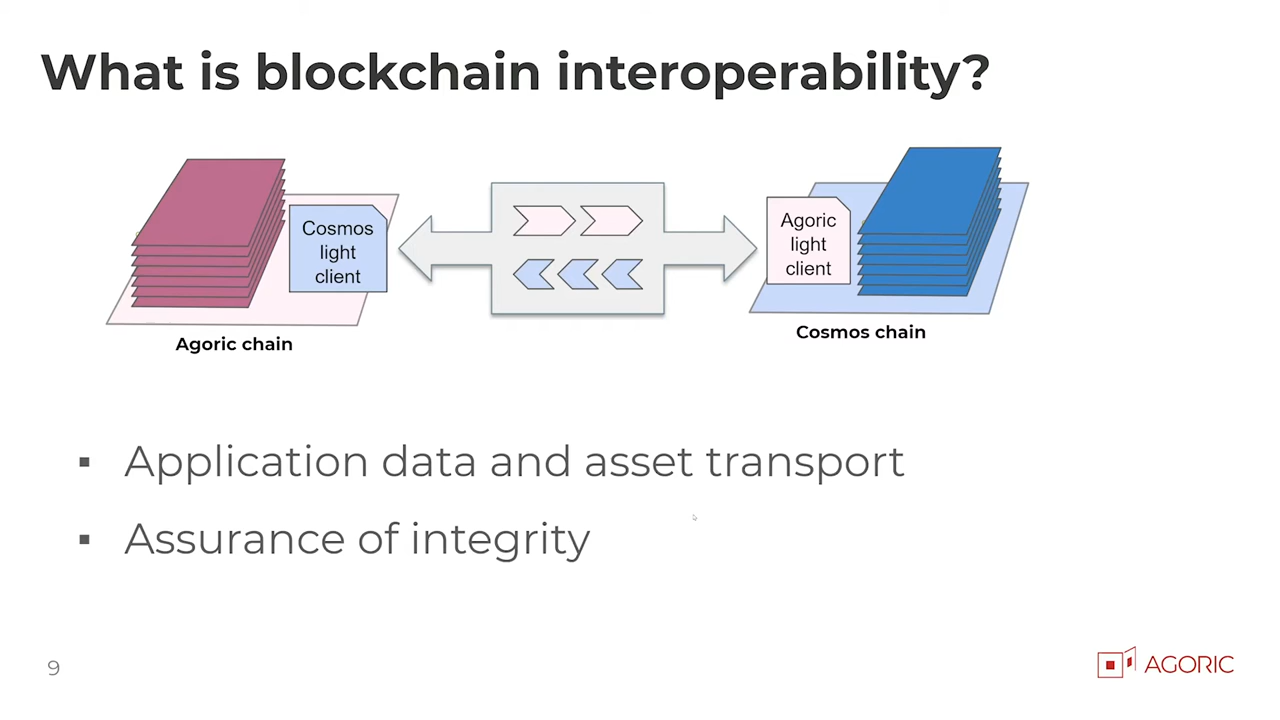 What is blockchain interoperability?
Cosmos
light
client
Agoric
light
client
Agoric chain
Cosmos chain
▪ Application data and asset transport
▪ Assurance of integrity
9
AGORIC